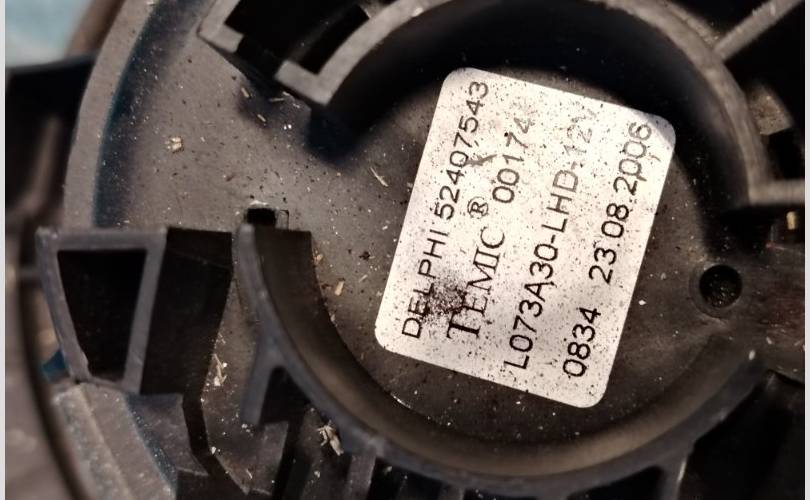 DELPHI 52407543
TEMIC® 00174
L073A30-LHD-12V
0834 23.08.2006